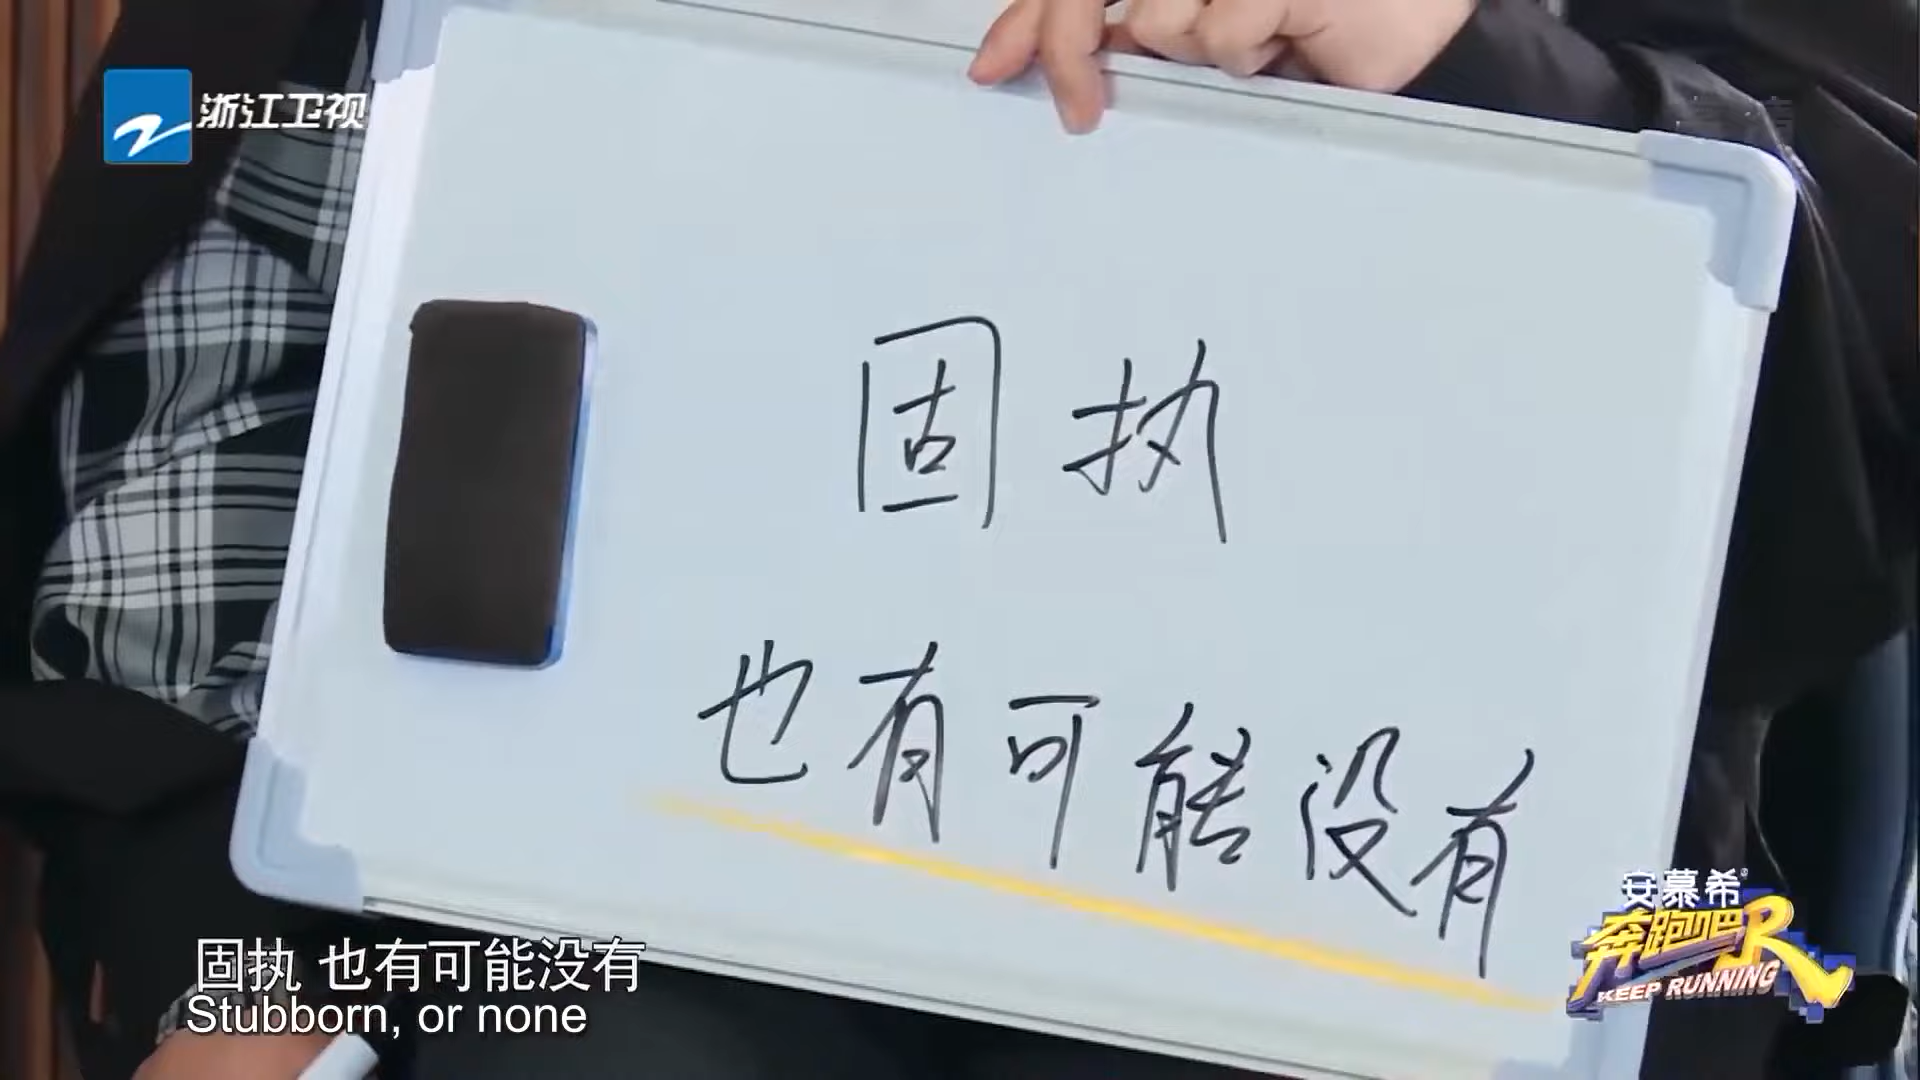 浙江卫视
固执
也有可能没有
安慕希
奔跑吧
KEEP RUNNING
固执 也有可能没有
Stubborn, or none